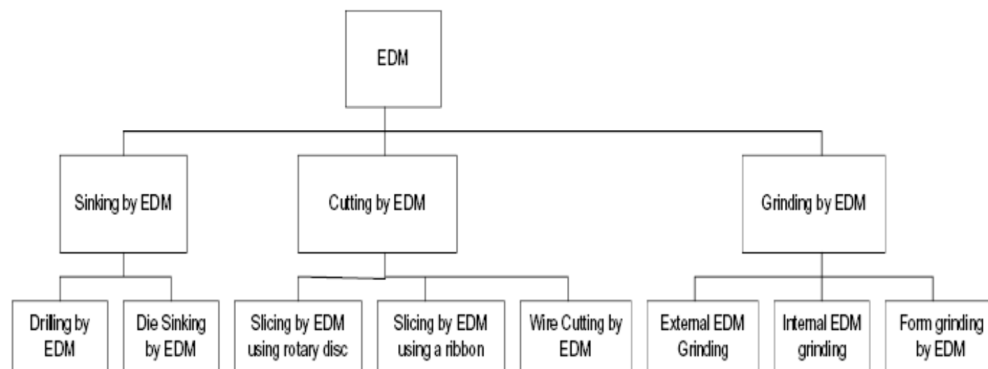 EDM
Sinking by EDM
Cutting by EDM
Grinding by EDM
Drilling by
EDM
Die Sinking
by EDM
Slicing by EDM
using rotary disc
Slicing by EDM
using a ribbon
Wire Cutting by
EDM
External EDM
Grinding
Internal EDM
grinding
Form grinding
by EDM